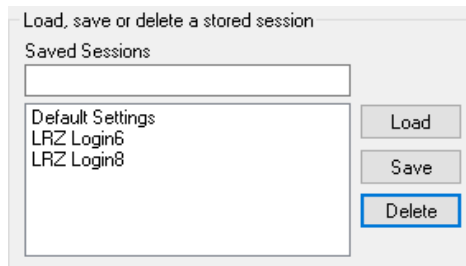 Load, save or delete a stored session
Saved Sessions
Default Settings
LRZ Login6
LRZ Login8
Load
Save
Delete